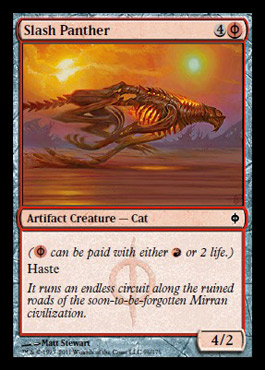 Slash Panther 4
Artifact Creature — Cat
( can be paid with either or 2 life.)
Haste
It runs an endless circuit along the ruined
roads of the soon-to-be-forgotten Mirran
civilization.
Matt Stewart
4/2